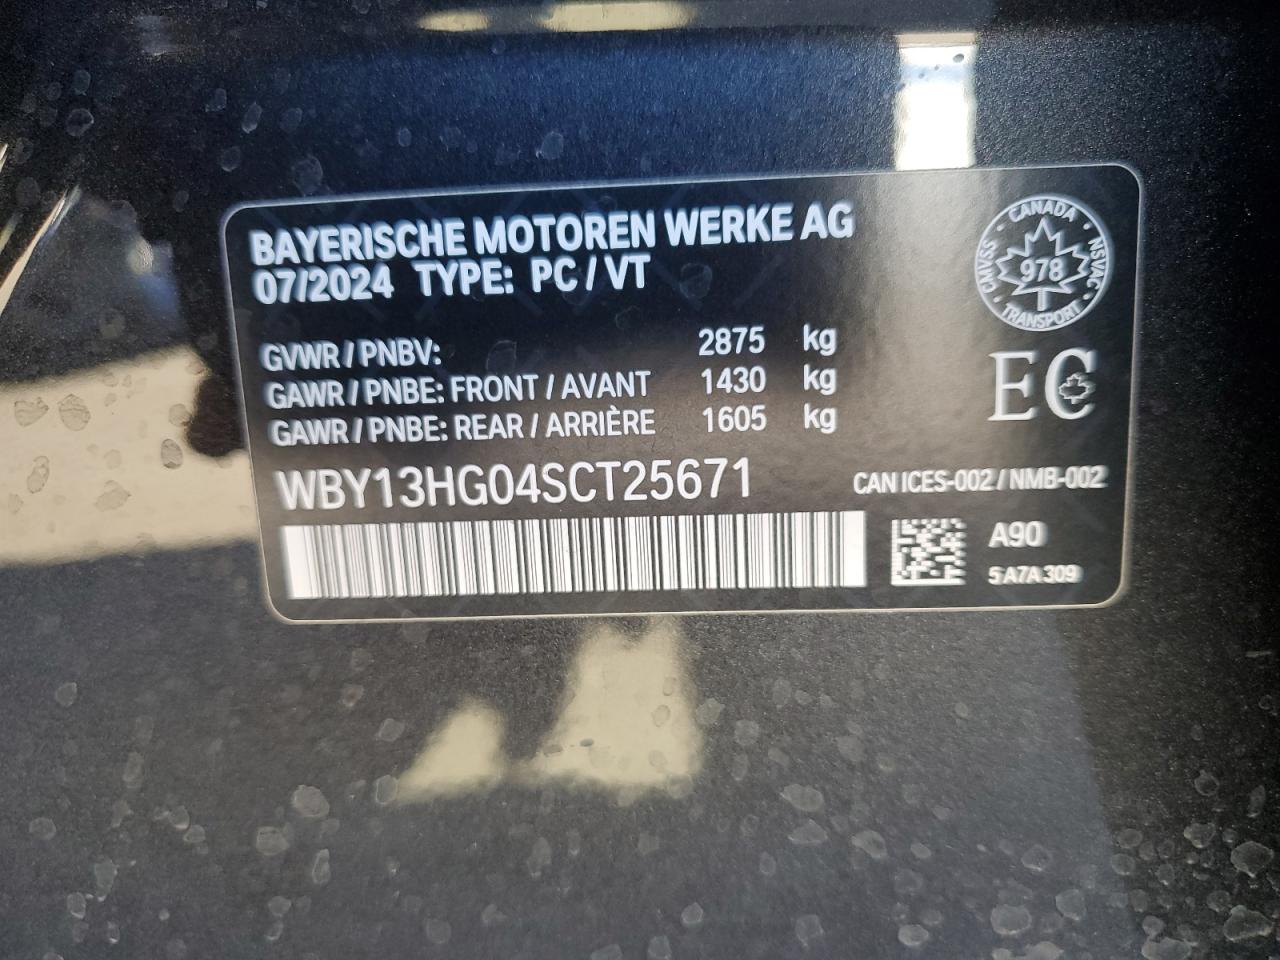 BAYERISCHE MOTOREN WERKE AG
07/2024 TYPE: PC / VT
CANADA
CMVSS 978 NSVAC
TRANSPORT
GVWR / PNBV: 2875 kg
GAWR / PNBE: FRONT / AVANT 1430 kg
GAWR / PNBE: REAR / ARRIÈRE 1605 kg
EC
WBY13HG04SCT25671
CAN ICES-002 / NMB-002
A90
5 A7A 309